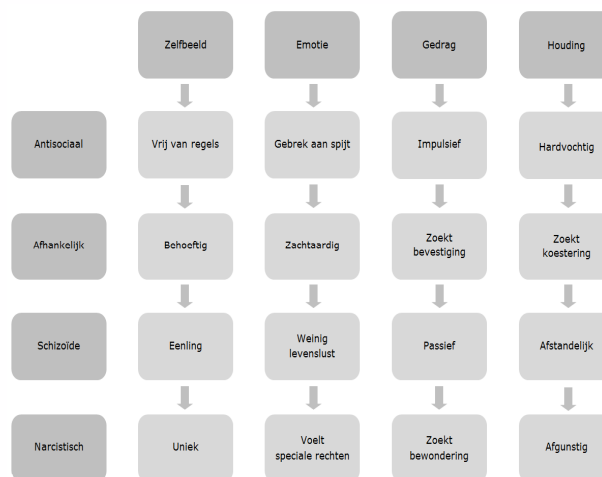 Zelfbeeld
Emotie
Gedrag
Houding
Antisociaal
Vrij van regels
Gebrek aan spijt
Impulsief
Hardvochtig
Afhankelijk
Behoeftig
Zachtaardig
Zoekt
bevestiging
Zoekt
koestering
Schizoïde
Eenling
Weinig
levenslust
Passief
Afstandelijk
Narcistisch
Uniek
Voelt
speciale rechten
Zoekt
bewondering
Afgunstig